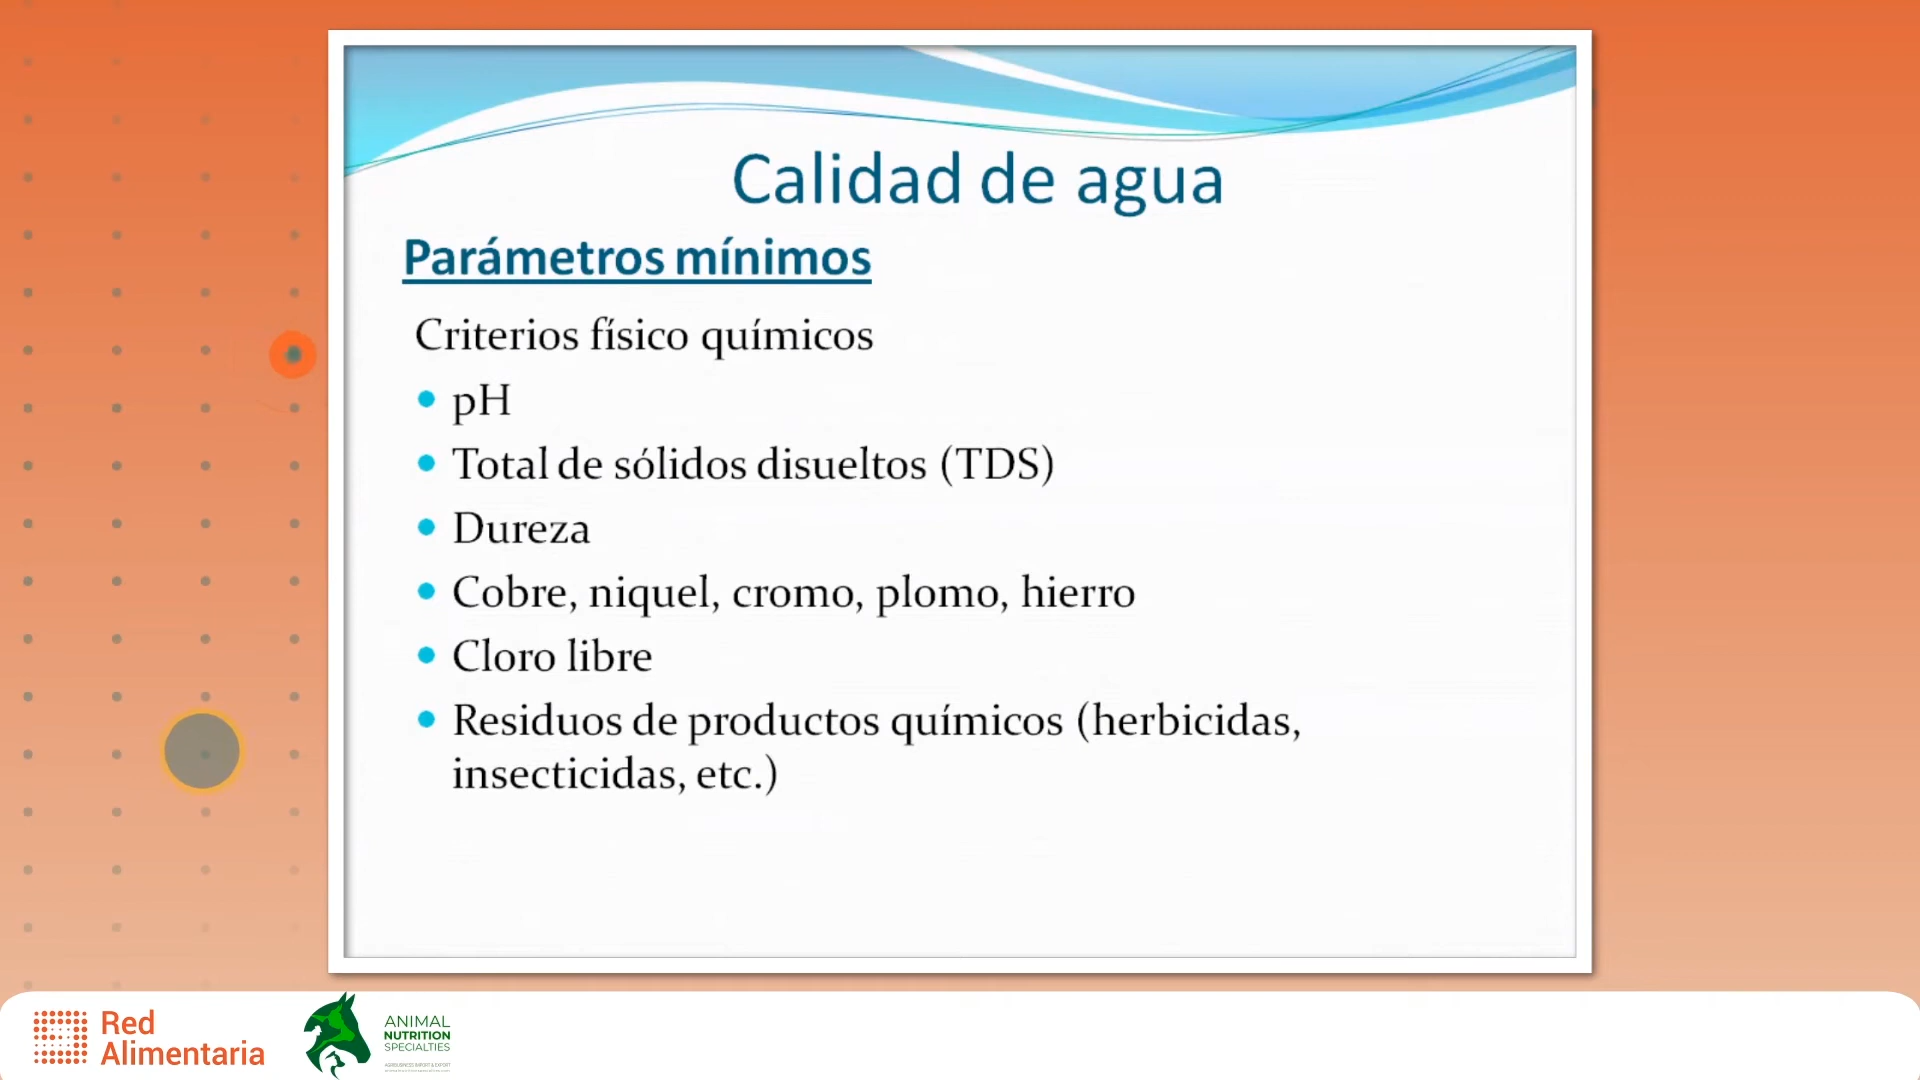 Calidad de agua
Parámetros mínimos
Criterios físico químicos
pH
Total de sólidos disueltos (TDS)
Dureza
Cobre, niquel, cromo, plomo, hierro
Cloro libre
Residuos de productos químicos (herbicidas,
insecticidas, etc.)
Red
Alimentaria
ANIMAL
NUTRITION
SPECIALTIES